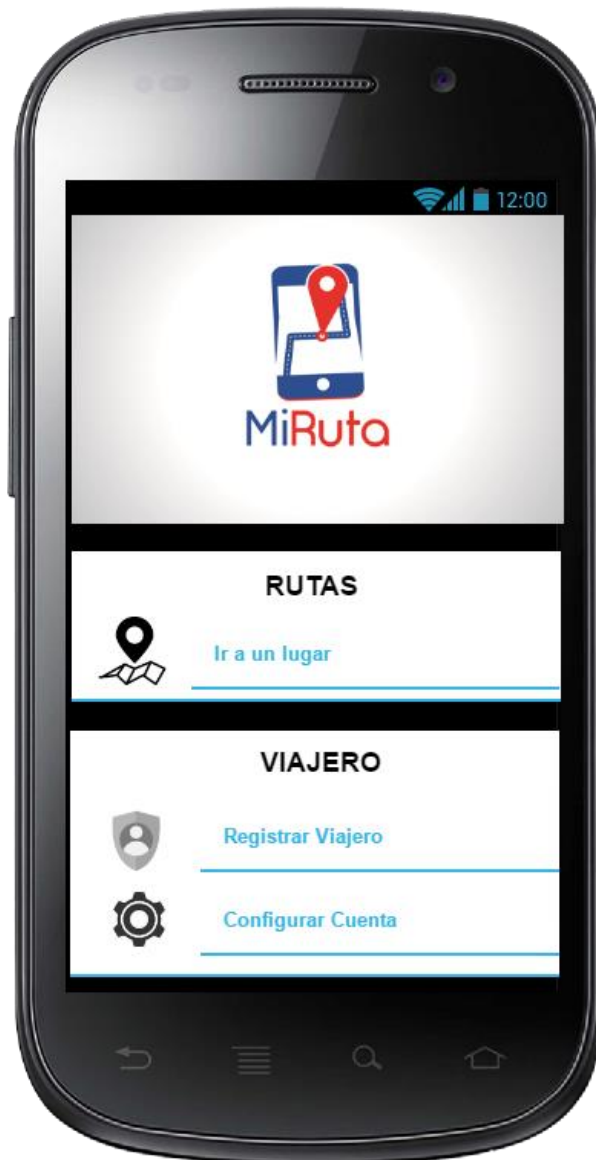 12:00
MiRuta
RUTAS
Ir a un lugar
VIAJERO
Registrar Viajero
Configurar Cuenta